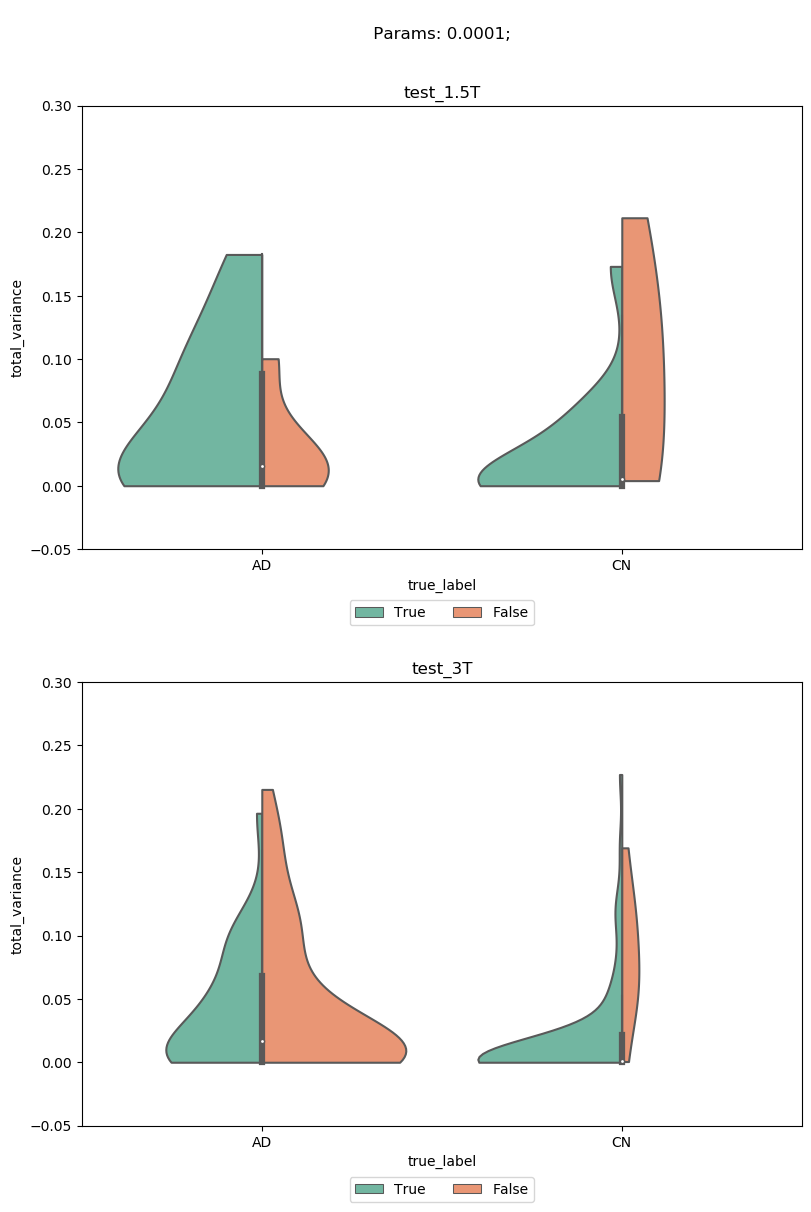 Params: 0.0001;
test_1.5T
0.30
0.25
0.20
0.15
0.10
0.05
0.00
−0.05
total_variance
AD CN
true_label
True False
test_3T
0.30
0.25
0.20
0.15
0.10
0.05
0.00
−0.05
total_variance
AD CN
true_label
True False